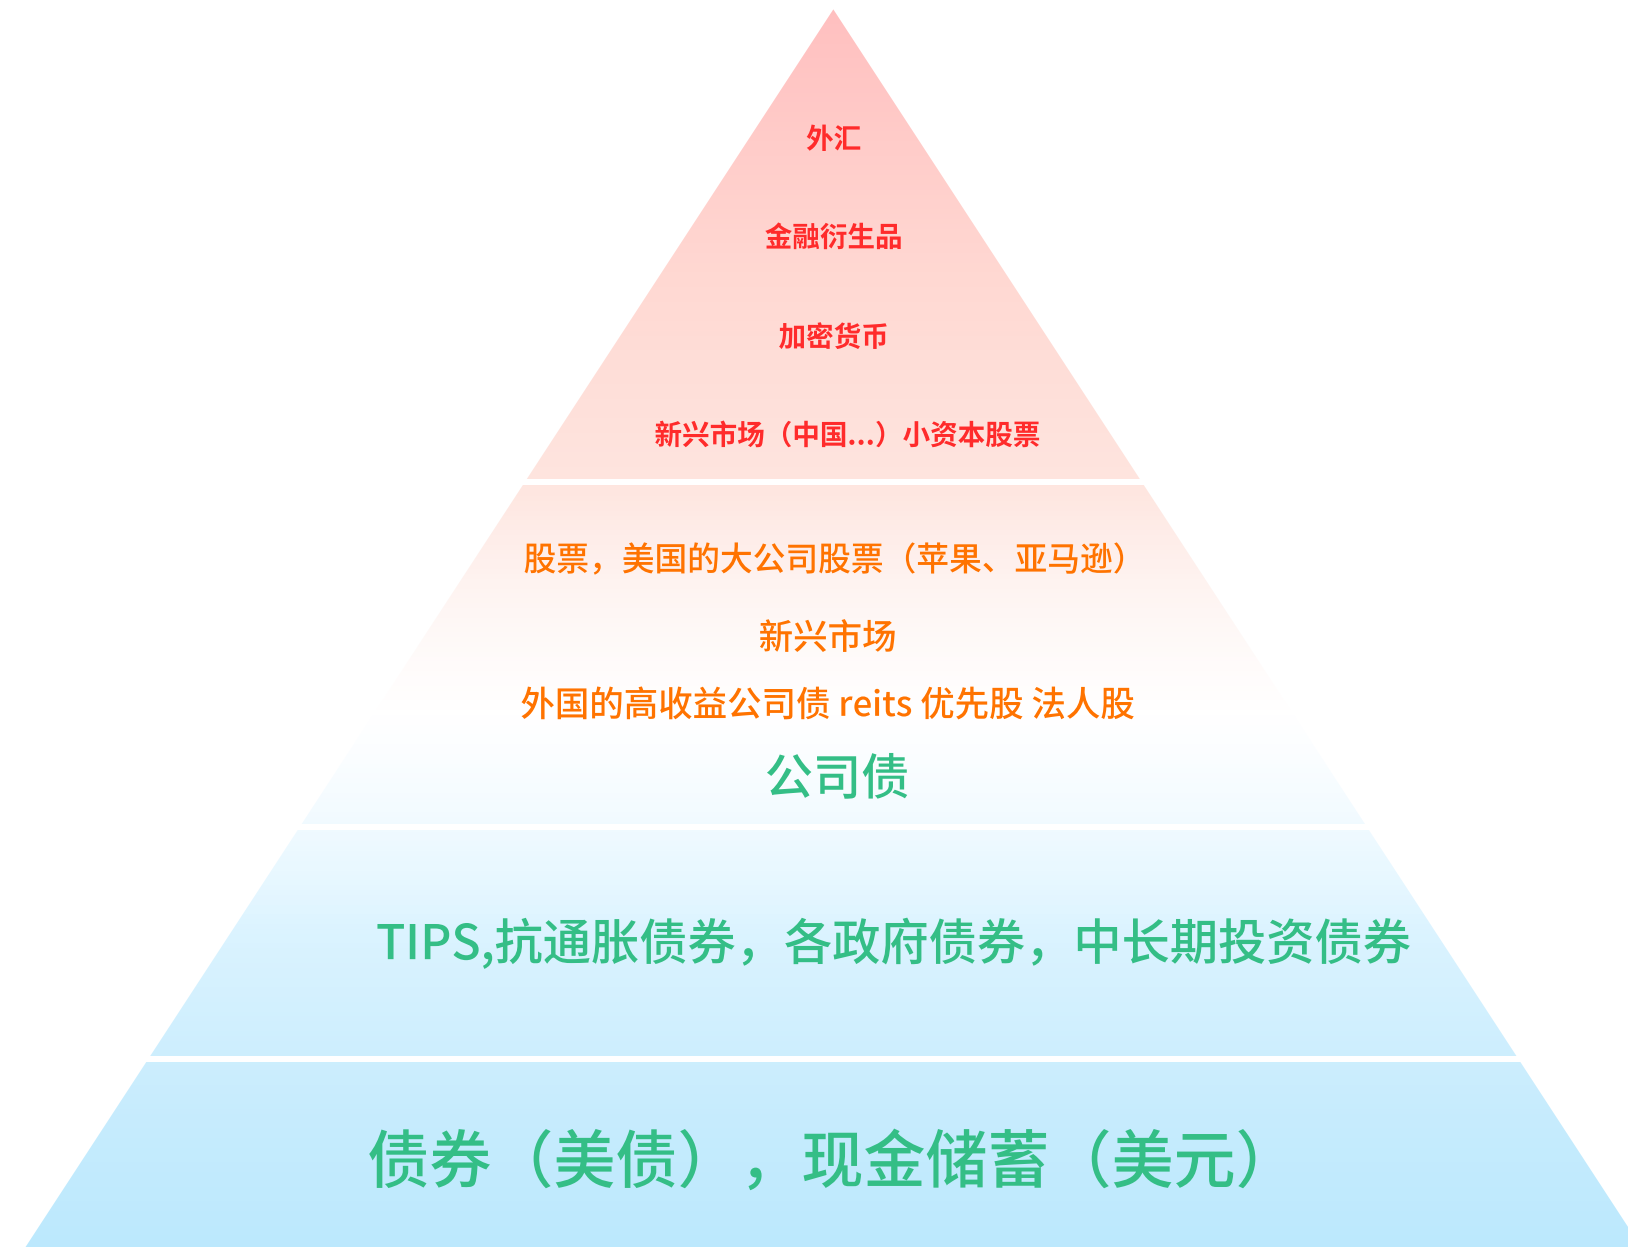 外汇
金融衍生品
加密货币
新兴市场（中国...）小资本股票
股票，美国的大公司股票（苹果、亚马逊）
新兴市场
外国的高收益公司债 reits 优先股 法人股
公司债
TIPS,抗通胀债券，各政府债券，中长期投资债券
债券（美债），现金储蓄（美元）